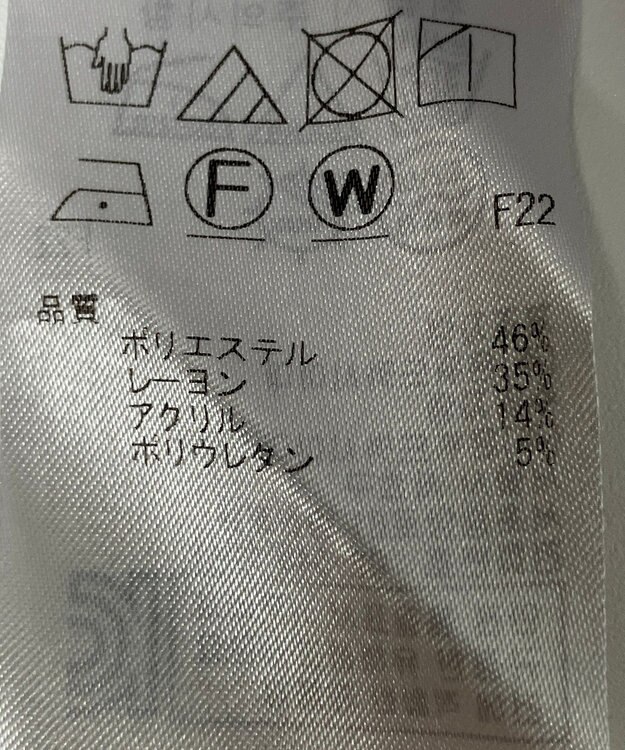 F W F22
品質
ポリエステル 46%
レーヨン 35%
アクリル 14%
ポリウレタン 5%